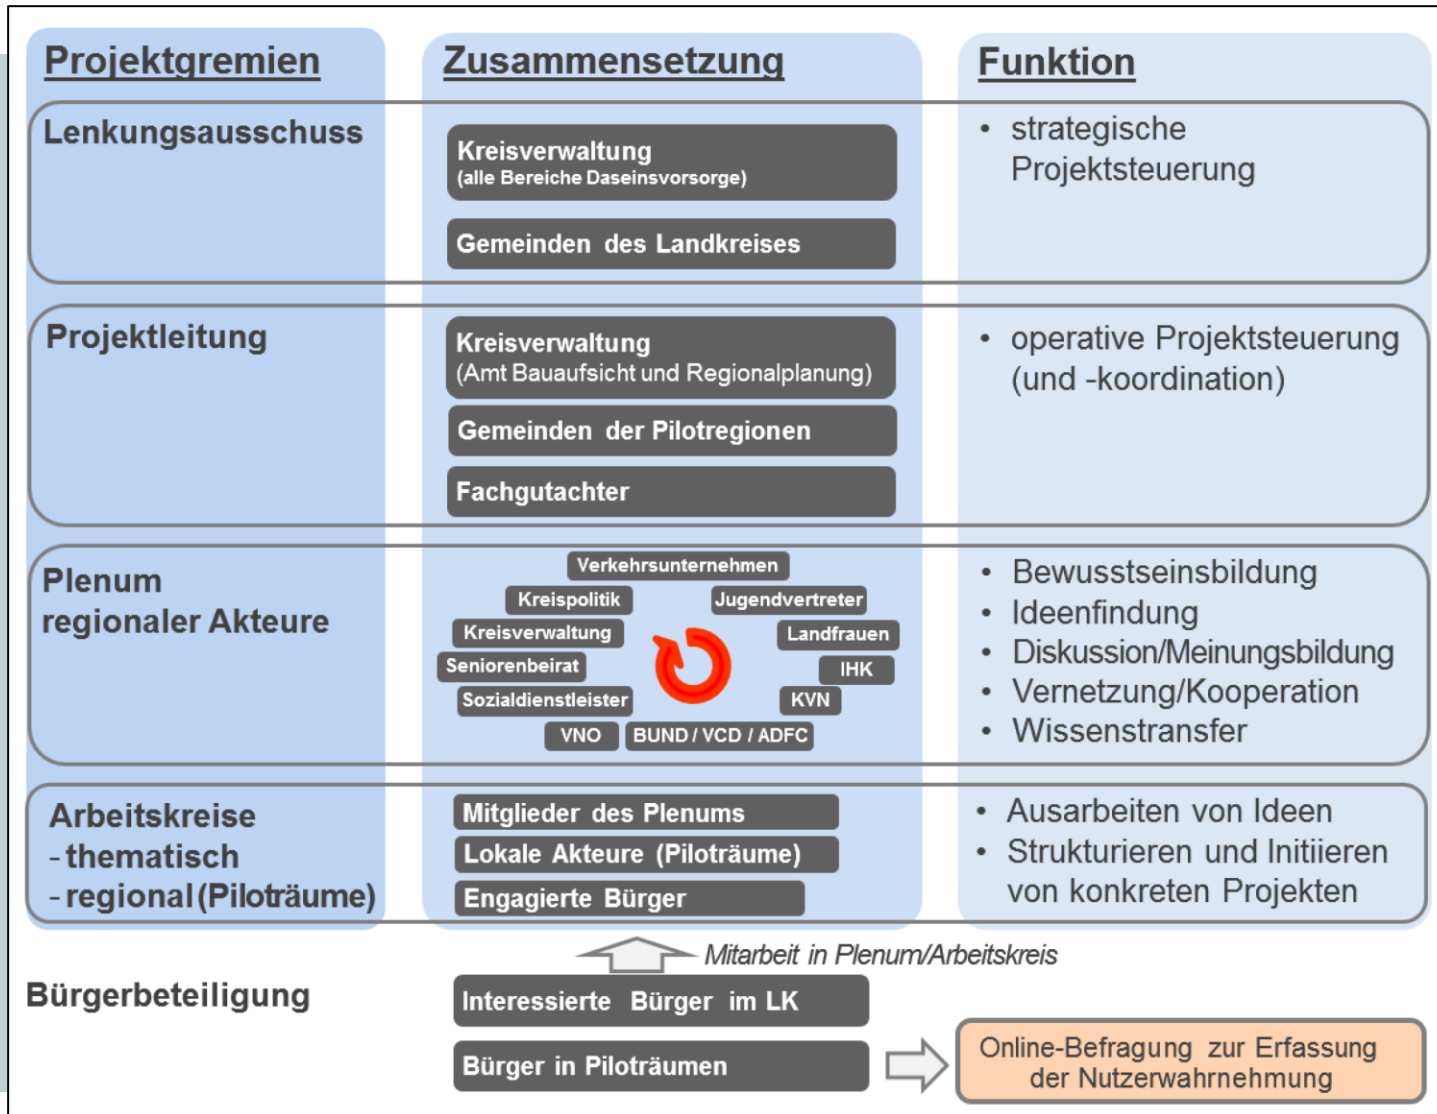 Projektgremien
Zusammensetzung
Funktion
Lenkungsausschuss
Kreisverwaltung
(alle Bereiche Daseinsvorsorge)
Gemeinden des Landkreises
• strategische
Projektsteuerung
Projektleitung
Kreisverwaltung
(Amt Bauaufsicht und Regionalplanung)
Gemeinden der Pilotregionen
Fachgutachter
• operative Projektsteuerung
(und -koordination)
Plenum
regionaler Akteure
Verkehrsunternehmen
Kreispolitik
Jugendvertreter
Kreisverwaltung
Landfrauen
Seniorenbeirat
IHK
Sozialdienstleister
KVN
VNO
BUND / VCD / ADFC
• Bewusstseinsbildung
• Ideenfindung
• Diskussion/Meinungsbildung
• Vernetzung/Kooperation
• Wissenstransfer
Arbeitskreise
- thematisch
- regional (Piloträume)
Mitglieder des Plenums
Lokale Akteure (Piloträume)
Engagierte Bürger
• Ausarbeiten von Ideen
• Strukturieren und Initiieren
von konkreten Projekten
Mitarbeit in Plenum/Arbeitskreis
Bürgerbeteiligung
Interessierte Bürger im LK
Bürger in Piloträumen
Online-Befragung zur Erfassung
der Nutzerwahrnehmung